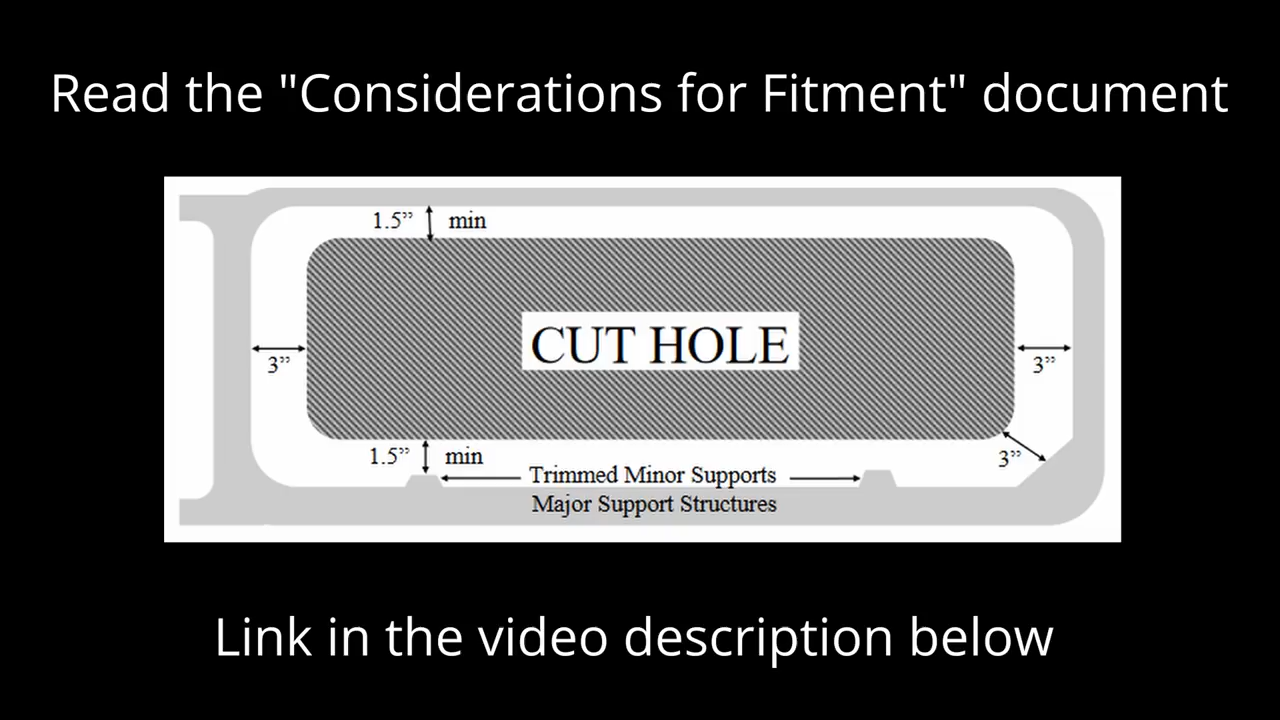 Read the "Considerations for Fitment" document
1.5” min
CUT HOLE
3”
3”
1.5” min
3”
Trimmed Minor Supports
Major Support Structures
Link in the video description below